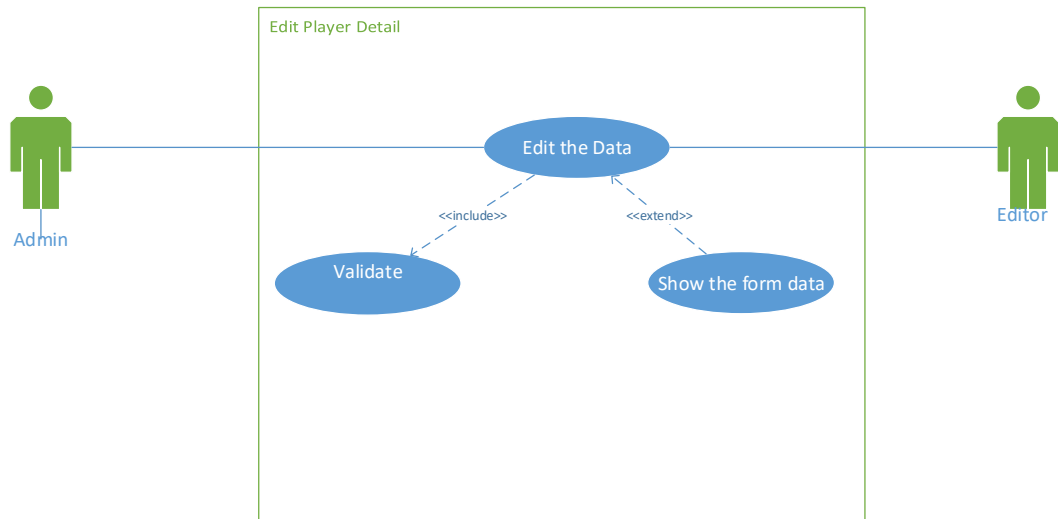 Edit Player Detail
Edit the Data
<<include>>
<<extend>>
Admin
Editor
Validate
Show the form data